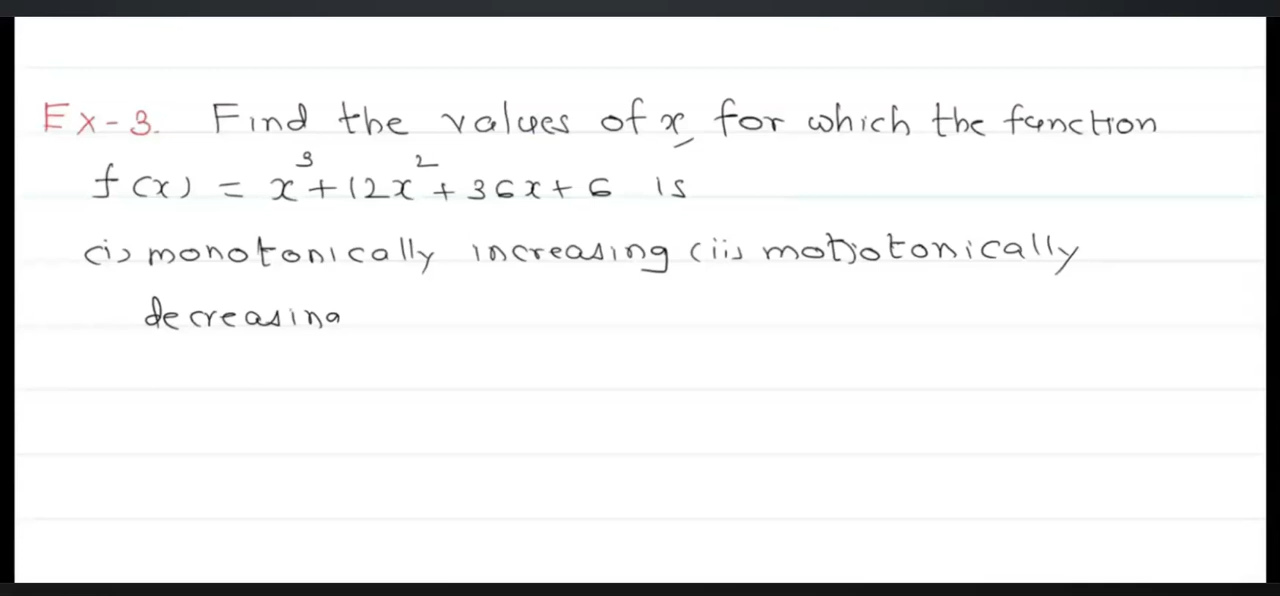 Ex-3. Find the values of x for which the function
f(x) = x³+12x²+36x+6 is
(i) monotonically increasing (ii) monotonically
decreasing